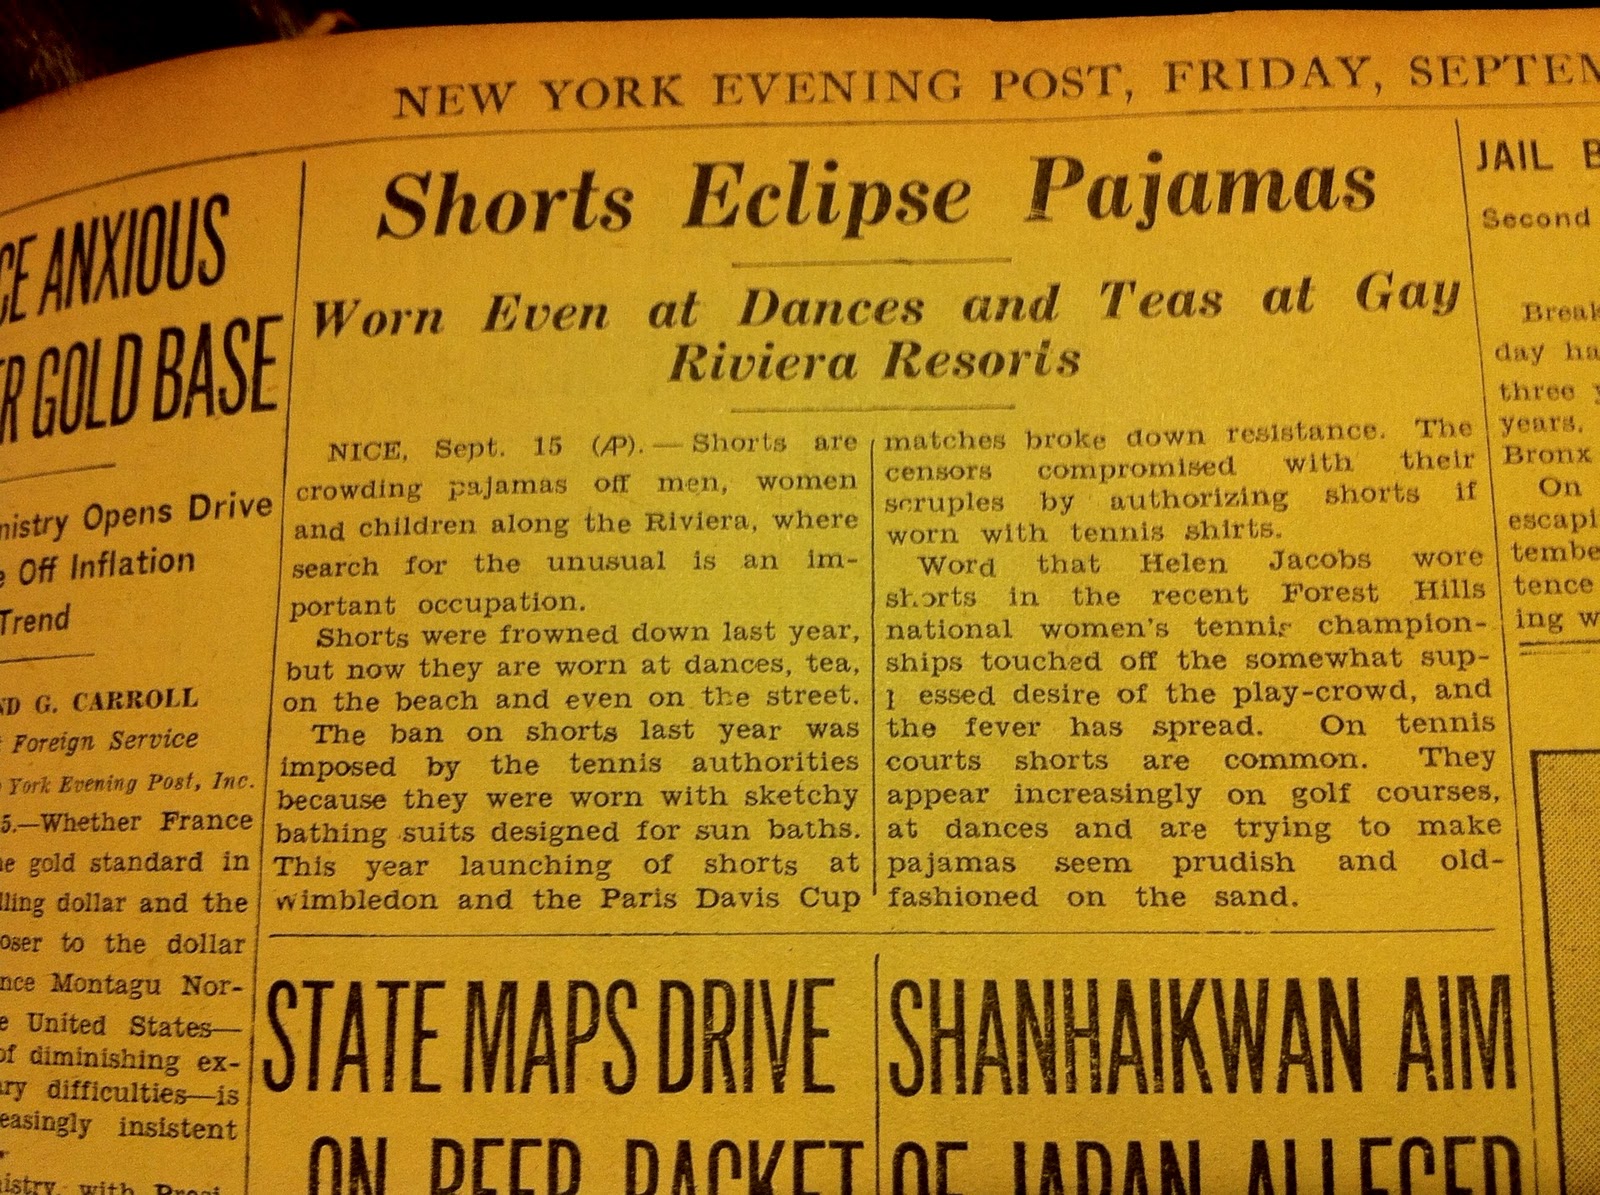 NEW YORK EVENING POST, FRIDAY, SEPTEM
ANXIOUS
GOLD BASE
Opens Drive
Off Inflation
Trend
G. CARROLL
Foreign Service
York Evening Post, Inc.
5.—Whether France
gold standard in
dollar and the
to the dollar
Montagu Nor-
United States—
of diminishing ex-
difficulties—is
insistent
with
Shorts Eclipse Pajamas
Worn Even at Dances and Teas at Gay
Riviera Resorts
NICE, Sept. 15 (AP).—Shorts are
crowding pajamas off men, women
and children along the Riviera, where
search for the unusual is an im-
portant occupation.
Shorts were frowned down last year,
but now they are worn at dances, tea,
on the beach and even on the street.
The ban on shorts last year was
imposed by the tennis authorities
because they were worn with sketchy
bathing suits designed for sun baths.
This year launching of shorts at
Wimbledon and the Paris Davis Cup
matches broke down resistance. The
censors compromised with their
scruples by authorizing shorts if
worn with tennis shirts.
Word that Helen Jacobs wore
shorts in the recent Forest Hills
national women's tennis champion-
ships touched off the somewhat sup-
essed desire of the play-crowd, and
the fever has spread. On tennis
courts shorts are common. They
appear increasingly on golf courses,
at dances and are trying to make
pajamas seem prudish and old-
fashioned on the sand.
STATE MAPS DRIVE
ON BEER RACKET
SHANHAIKWAN AIM
OF JAPAN ALLEGED
JAIL B
Second
Break
day ha
three
years.
Bronx
On
escapi
tembe
tence
ing w